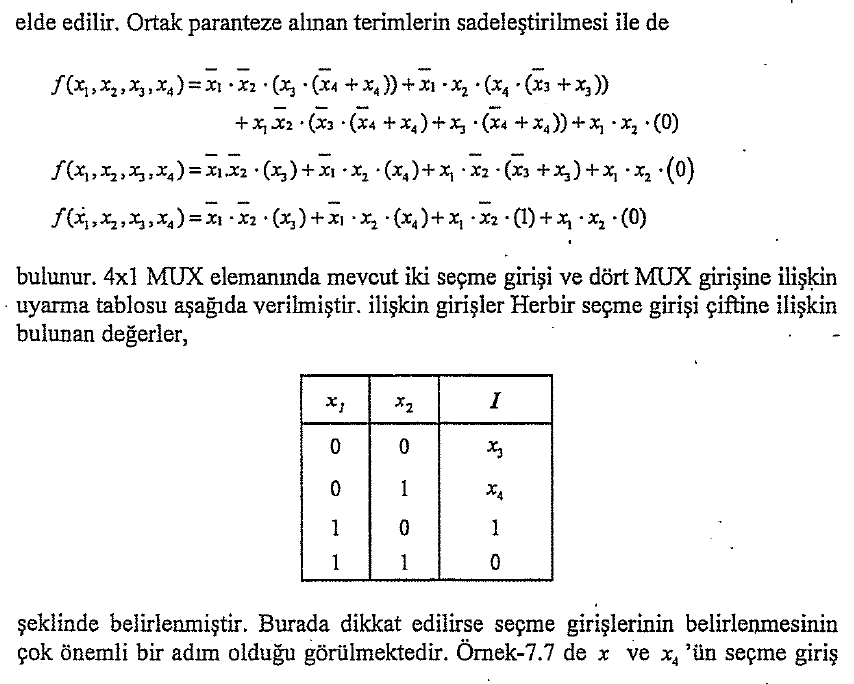 elde edilir. Ortak paranteze alınan terimlerin sadeleştirilmesi ile de
f(x₁,x₂,x₃,x₄)=x̄₁·x̄₂·(x₃·(x̄₄+x₄))+x̄₁·x₂·(x₄·(x̄₃+x₃))
+x₁.x̄₂·(x̄₃·(x̄₄+x₄)+x₃·(x̄₄+x₄))+x₁·x₂·(0)
f(x₁,x₂,x₃,x₄)=x̄₁.x̄₂·(x₃)+x̄₁·x₂·(x₄)+x₁·x̄₂·(x̄₃+x₃)+x₁·x₂·(0)
f(x₁,x₂,x₃,x₄)=x̄₁·x̄₂·(x₃)+x̄₁·x₂·(x₄)+x₁·x̄₂·(1)+x₁·x₂·(0)
bulunur. 4x1 MUX elemanında mevcut iki seçme girişi ve dört MUX girişine ilişkin
uyarma tablosu aşağıda verilmiştir. ilişkin girişler Herbir seçme girişi çiftine ilişkin
bulunan değerler,
x₁ x₂ I
0 0 x₃
0 1 x₄
1 0 1
1 1 0
şeklinde belirlenmiştir. Burada dikkat edilirse seçme girişlerinin belirlenmesinin
çok önemli bir adım olduğu görülmektedir. Örnek-7.7 de x ve x₄ 'ün seçme giriş